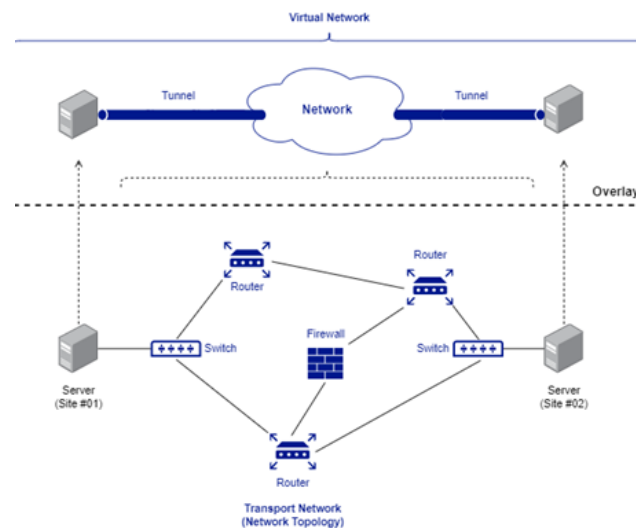 Virtual Network
Tunnel
Network
Tunnel
Overlay
Router
Router
Firewall
Switch
Switch
Server
(Site #01)
Server
(Site #02)
Router
Transport Network
(Network Topology)